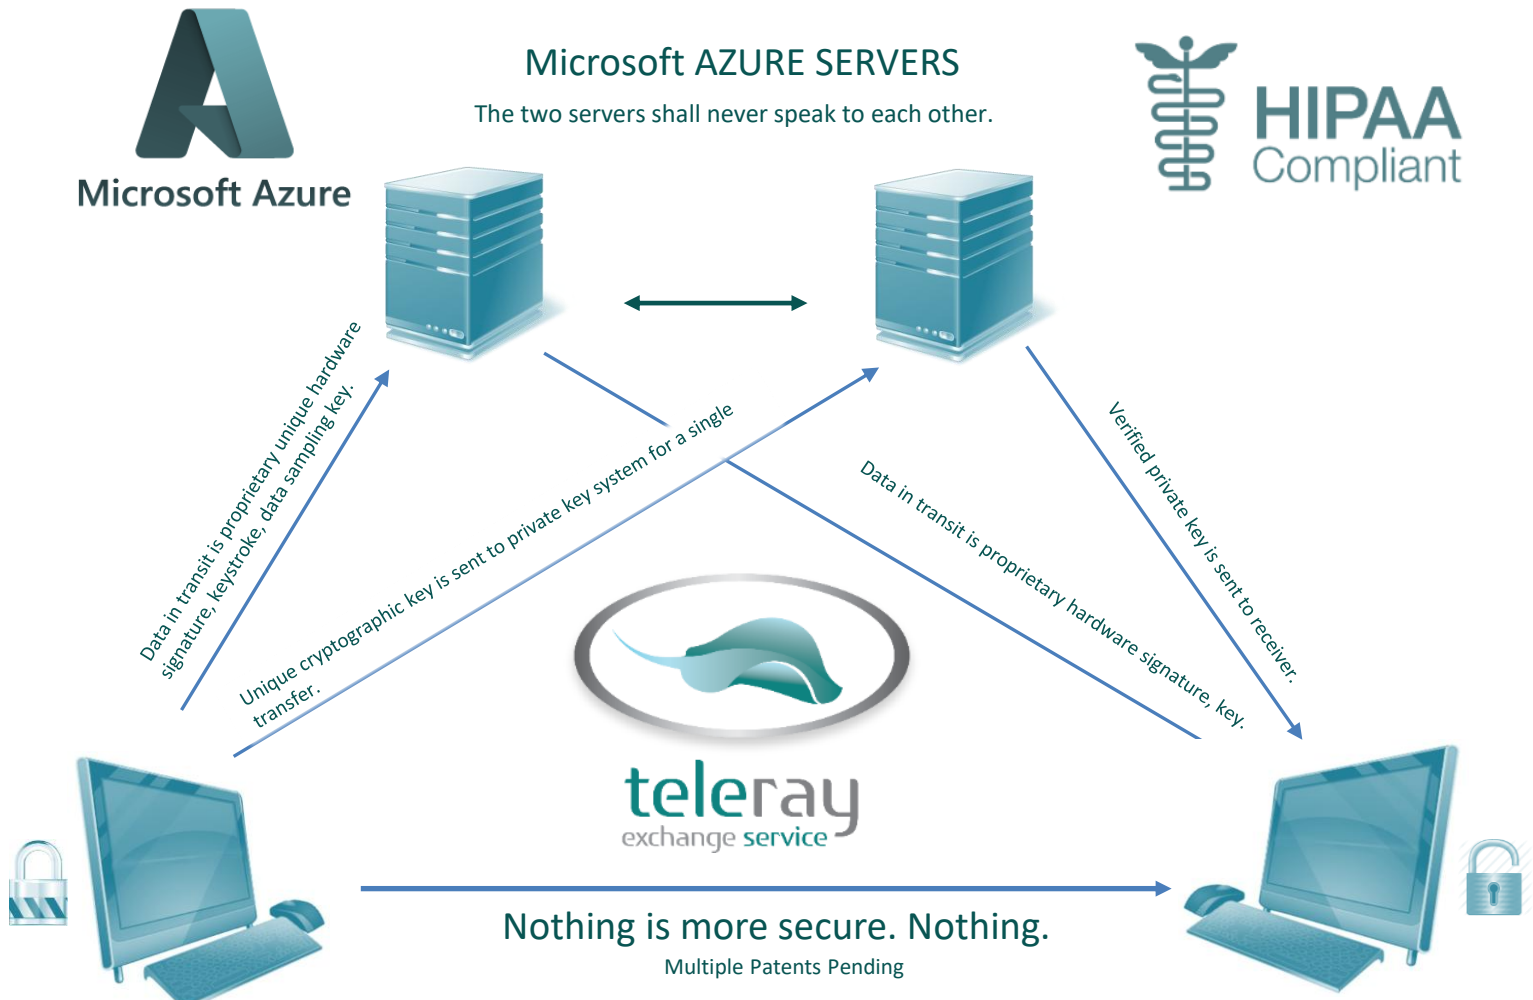 Microsoft AZURE SERVERS
The two servers shall never speak to each other.
Microsoft Azure
HIPAA
Compliant
Data in transit is proprietary unique hardware
signature, keystroke, data sampling key.
Unique cryptographic key is sent to private key system for a single
transfer.
Data in transit is proprietary hardware signature, key.
Verified private key is sent to receiver.
teleray
exchange service
Nothing is more secure. Nothing.
Multiple Patents Pending